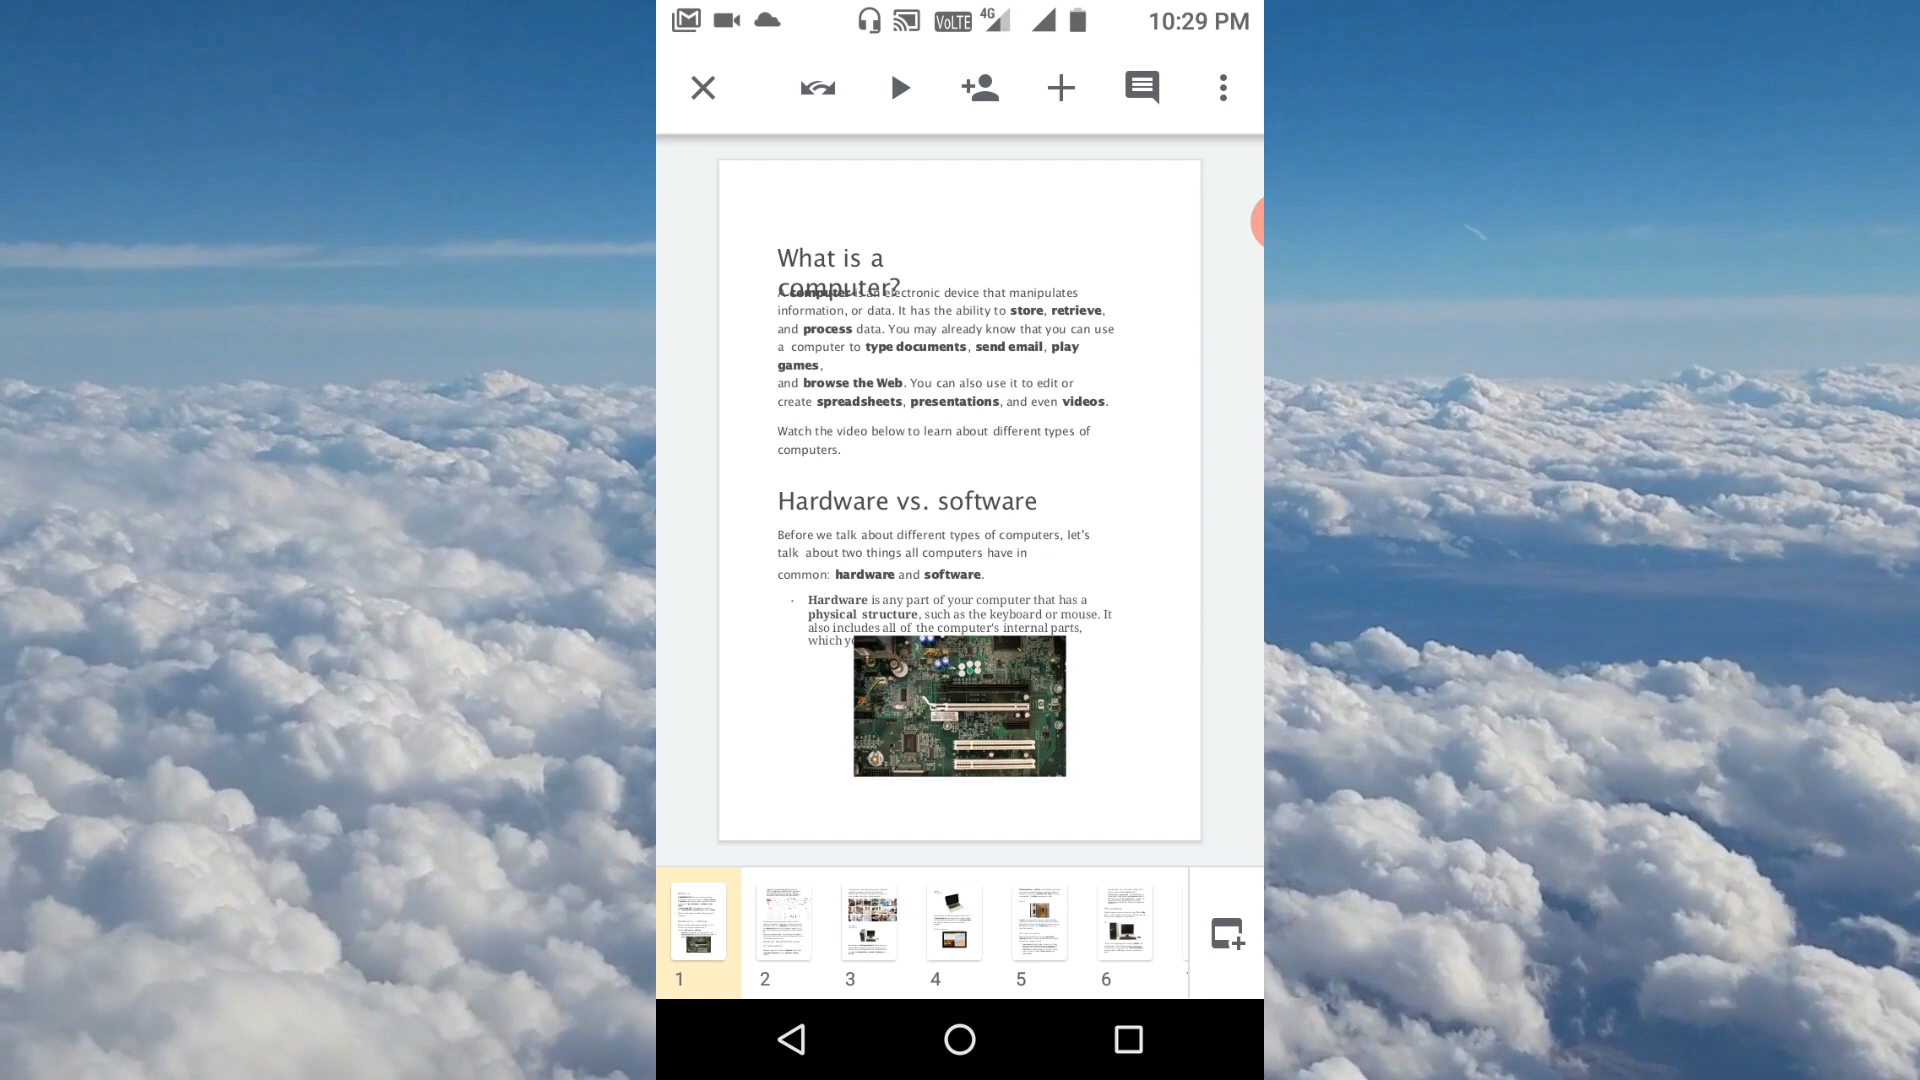 VoLTE 4G 10:29 PM
What is a
computer?
A computer is an electronic device that manipulates
information, or data. It has the ability to store, retrieve,
and process data. You may already know that you can use
a computer to type documents, send email, play
games,
and browse the Web. You can also use it to edit or
create spreadsheets, presentations, and even videos.
Watch the video below to learn about different types of
computers.
Hardware vs. software
Before we talk about different types of computers, let's
talk about two things all computers have in
common: hardware and software.
· Hardware is any part of your computer that has a
physical structure, such as the keyboard or mouse. It
also includes all of the computer's internal parts,
which
1 2 3 4 5 6